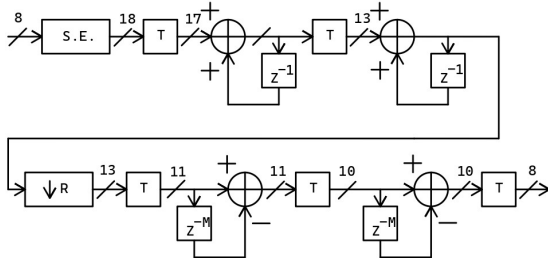 8 S.E. 18 T 17 + T 13 +
+ Z⁻¹ + Z⁻¹
↓ R 13 T 11 + 11 T 10 + 10 T 8
Z⁻ᴹ − Z⁻ᴹ −